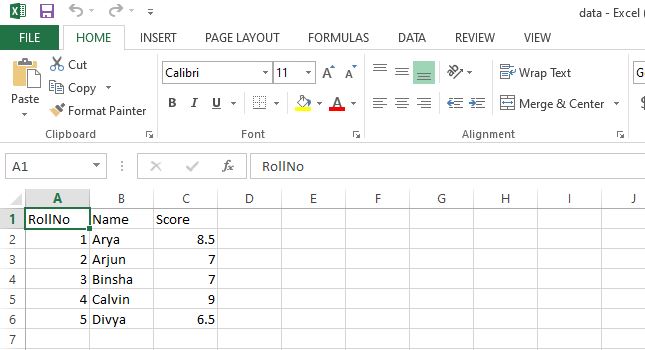 data - Excel (
FILE HOME INSERT PAGE LAYOUT FORMULAS DATA REVIEW VIEW
Paste
Cut
Copy
Format Painter
Clipboard
Calibri 11 A A
B I U A
Font
Wrap Text
Merge & Center
Alignment
G
$
A1 fx RollNo
A B C D E F G H I J
1 RollNo Name Score
2 1 Arya 8.5
3 2 Arjun 7
4 3 Binsha 7
5 4 Calvin 9
6 5 Divya 6.5
7